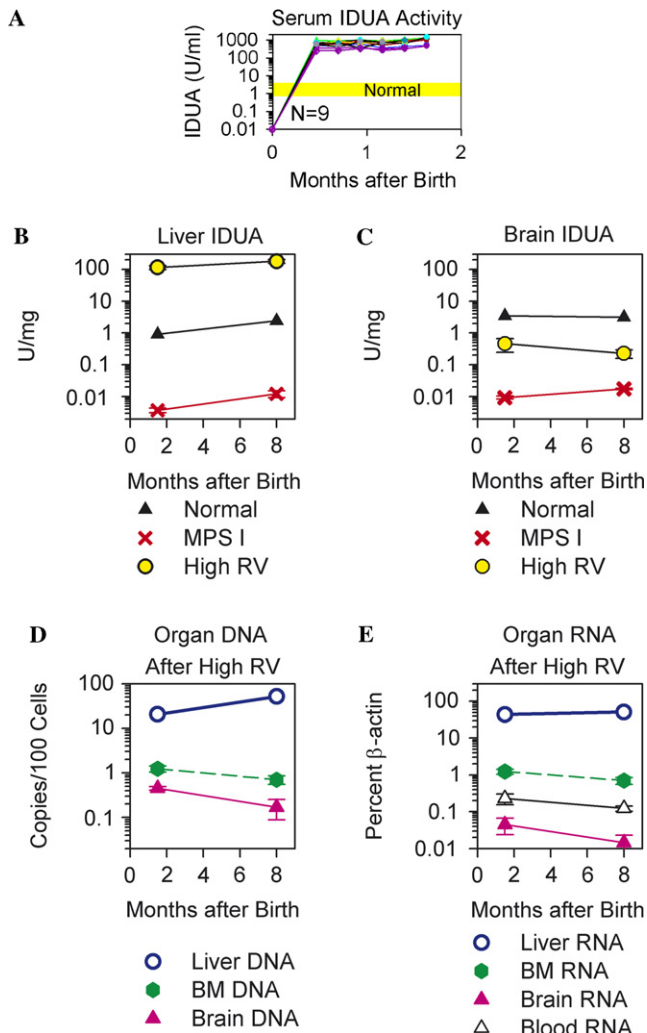 A
Serum IDUA Activity
IDUA (U/ml)
1000
100
10
1
0.1
0.01
Normal
N=9
0 1 2
Months after Birth
B
Liver IDUA
U/mg
100
10
1
0.1
0.01
0 2 4 6 8
Months after Birth
Normal
MPS I
High RV
C
Brain IDUA
U/mg
100
10
1
0.1
0.01
0 2 4 6 8
Months after Birth
Normal
MPS I
High RV
D
Organ DNA
After High RV
Copies/100 Cells
100
10
1
0.1
0 2 4 6 8
Months after Birth
Liver DNA
BM DNA
Brain DNA
E
Organ RNA
After High RV
Percent β-actin
100
10
1
0.1
0.01
0 2 4 6 8
Months after Birth
Liver RNA
BM RNA
Brain RNA
Blood RNA